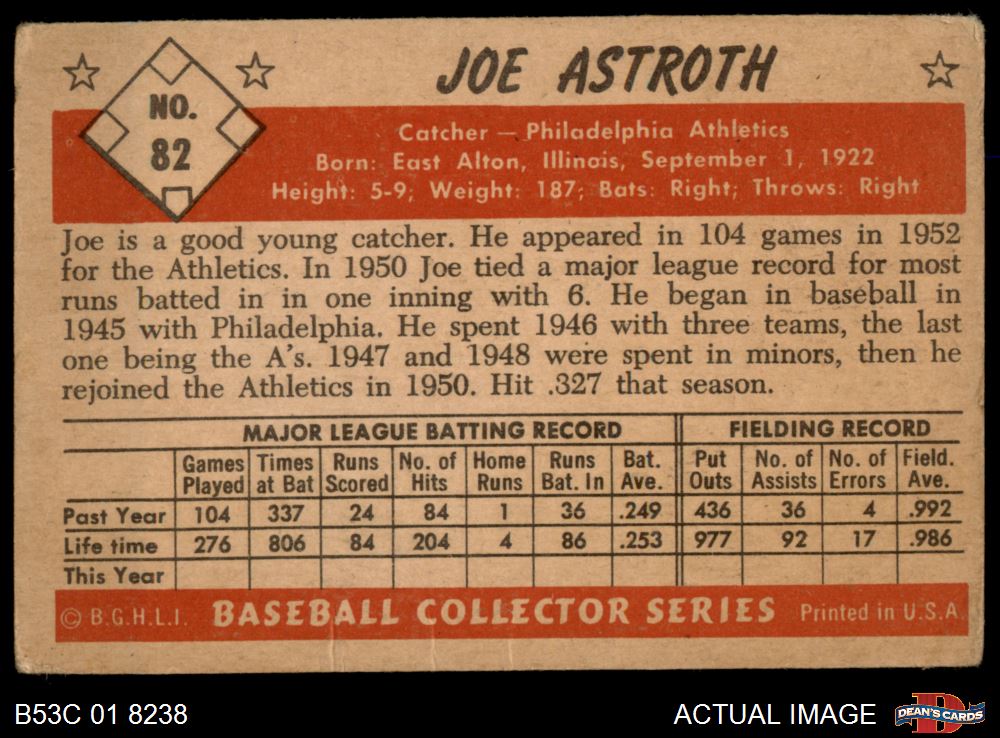 JOE ASTROTH
NO.
82
Catcher — Philadelphia Athletics
Born: East Alton, Illinois, September 1, 1922
Height: 5-9; Weight: 187; Bats: Right; Throws: Right
Joe is a good young catcher. He appeared in 104 games in 1952
for the Athletics. In 1950 Joe tied a major league record for most
runs batted in in one inning with 6. He began in baseball in
1945 with Philadelphia. He spent 1946 with three teams, the last
one being the A's. 1947 and 1948 were spent in minors, then he
rejoined the Athletics in 1950. Hit .327 that season.
MAJOR LEAGUE BATTING RECORD FIELDING RECORD
Games Times Runs No. of Home Runs Bat. Put No. of No. of Field.
Played at Bat Scored Hits Runs Bat. In Ave. Outs Assists Errors Ave.
Past Year 104 337 24 84 1 36 .249 436 36 4 .992
Life time 276 806 84 204 4 86 .253 977 92 17 .986
This Year
© B.G.H.L.I. BASEBALL COLLECTOR SERIES Printed in U.S.A.
B53C 01 8238 ACTUAL IMAGE DEAN'S CARDS